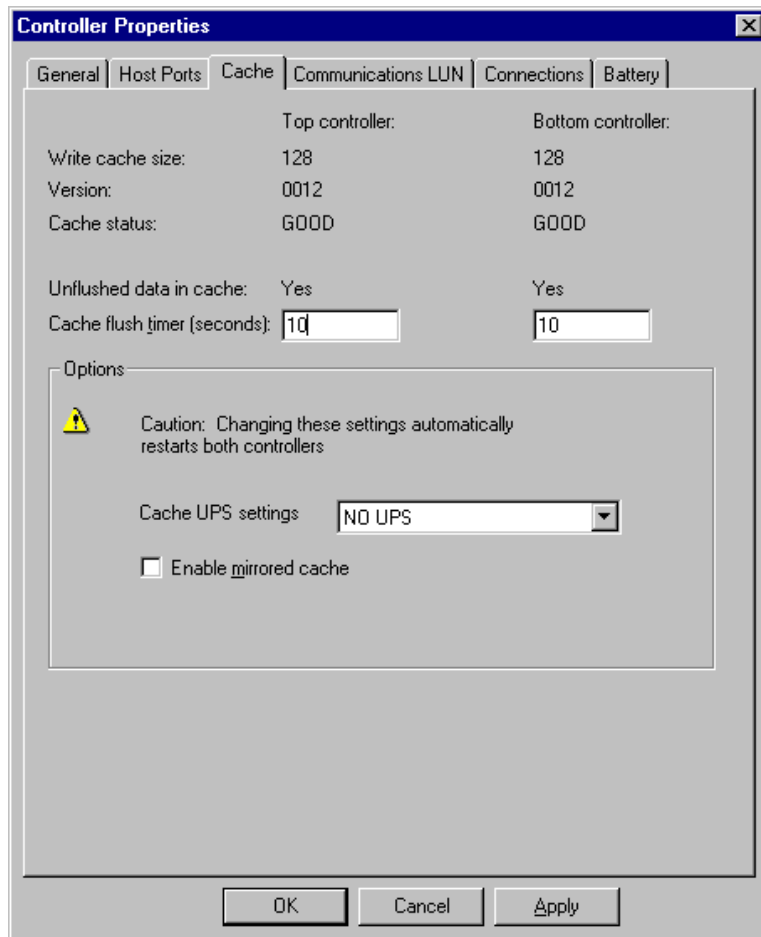 Controller Properties
General Host Ports Cache Communications LUN Connections Battery
Top controller: Bottom controller:
Write cache size: 128 128
Version: 0012 0012
Cache status: GOOD GOOD
Unflushed data in cache: Yes Yes
Cache flush timer (seconds): 10 10
Options
Caution: Changing these settings automatically
restarts both controllers
Cache UPS settings NO UPS
Enable mirrored cache
OK Cancel Apply